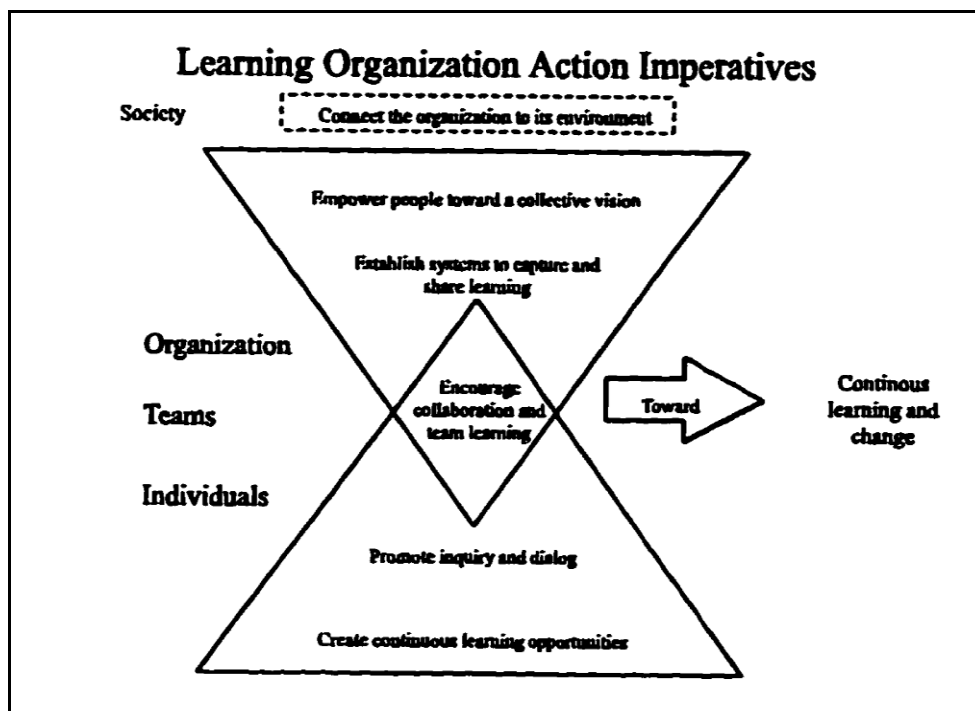 Learning Organization Action Imperatives
Society
Connect the organization to its environment
Empower people toward a collective vision
Establish systems to capture and
share learning
Organization
Teams
Individuals
Encourage
collaboration and
team learning
Toward
Continous
learning and
change
Promote inquiry and dialog
Create continuous learning opportunities